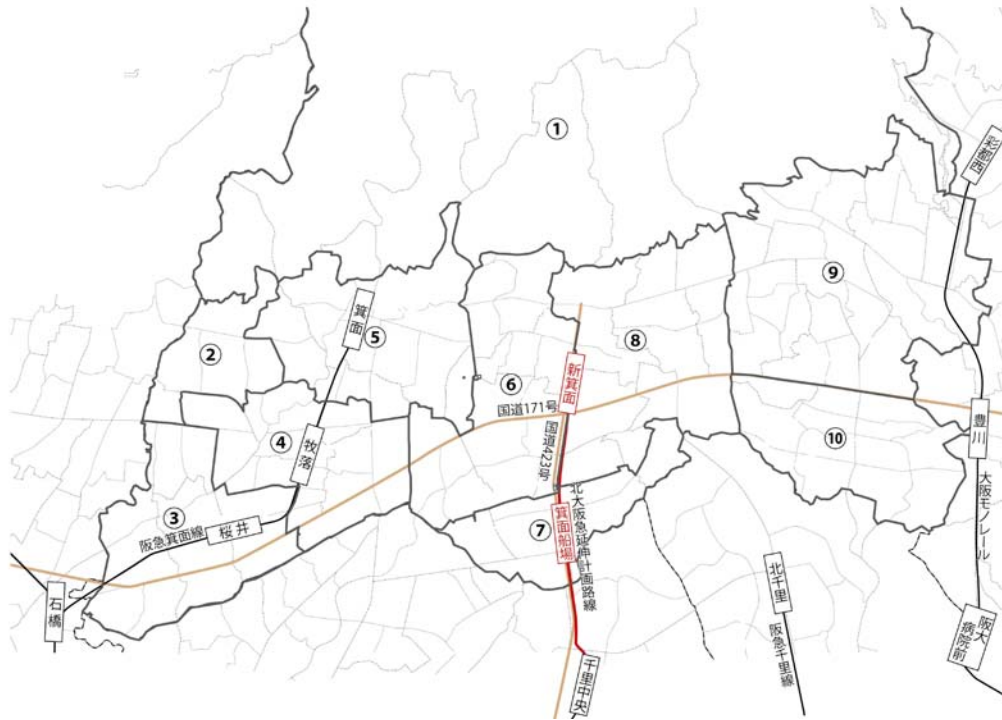 ①
彩都西
⑨
箕面
⑤
②
⑧
新箕面
⑥
国道171号
国道423号
④
牧落
⑩
豊川
③
阪急箕面線
桜井
⑦
箕面船場
北大阪急延伸計画路線
大阪モノレール
石橋
北千里
阪急千里線
千里中央
阪大
病院前